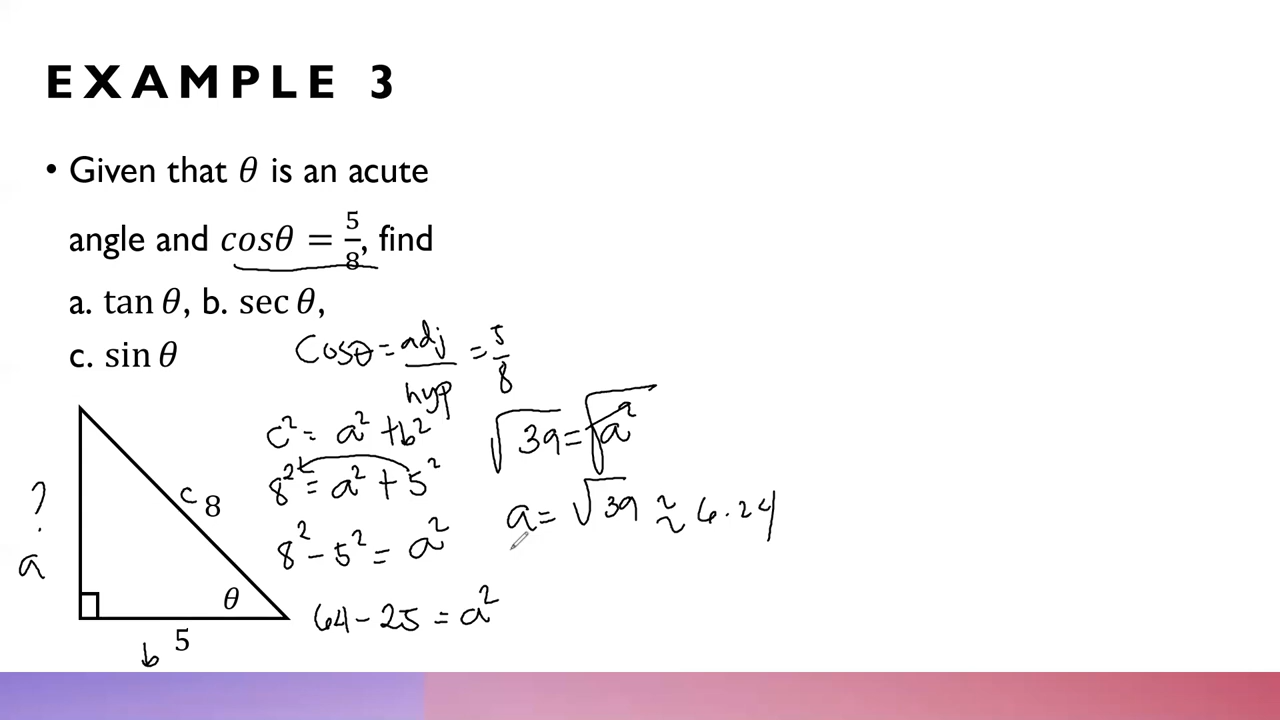 EXAMPLE 3
• Given that θ is an acute
angle and cosθ = 5/8, find
a. tan θ, b. sec θ,
c. sin θ
Cosθ = adj/hyp = 5/8
c² = a² + b²
8² = a² + 5²
8² - 5² = a²
64 - 25 = a²
√39 = √a²
a = √39 ≈ 6.24
?
a
c 8
θ
5
b